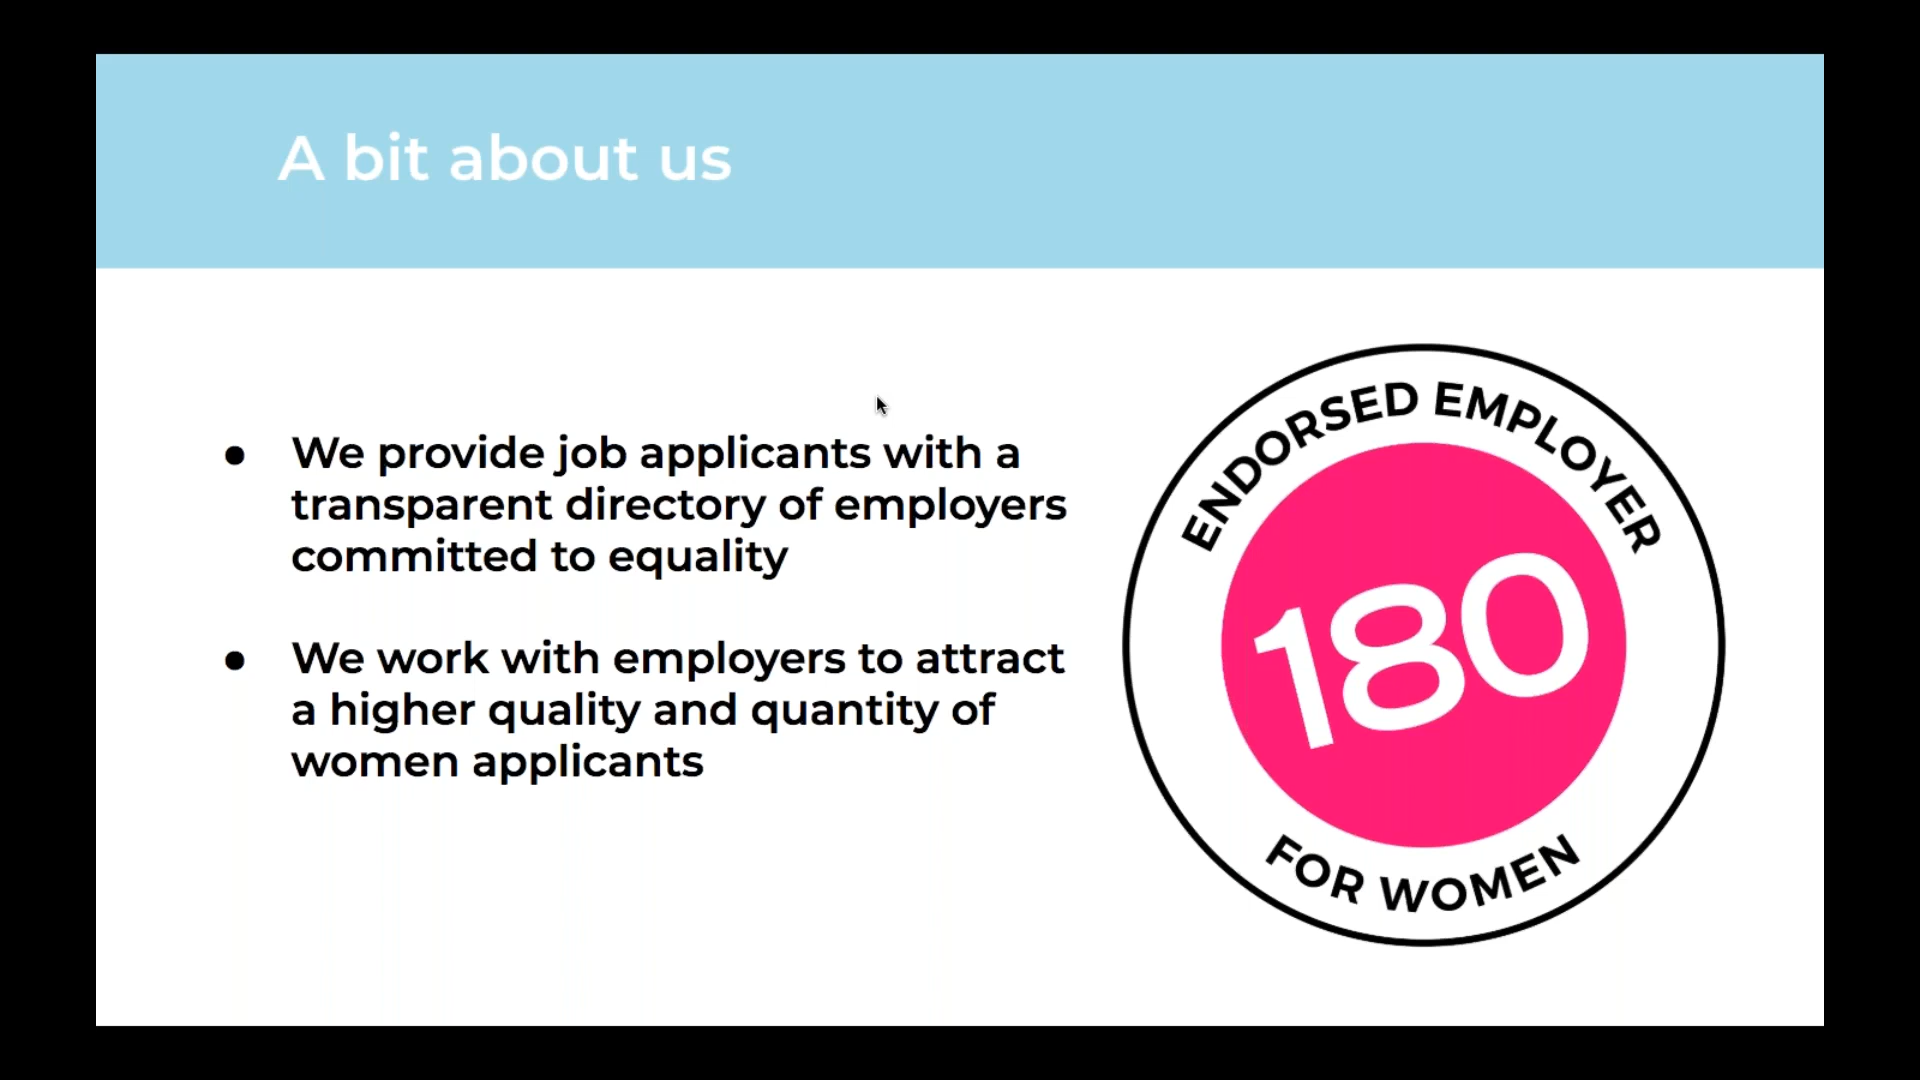 A bit about us
● We provide job applicants with a
transparent directory of employers
committed to equality
● We work with employers to attract
a higher quality and quantity of
women applicants
ENDORSED EMPLOYER
180
FOR WOMEN